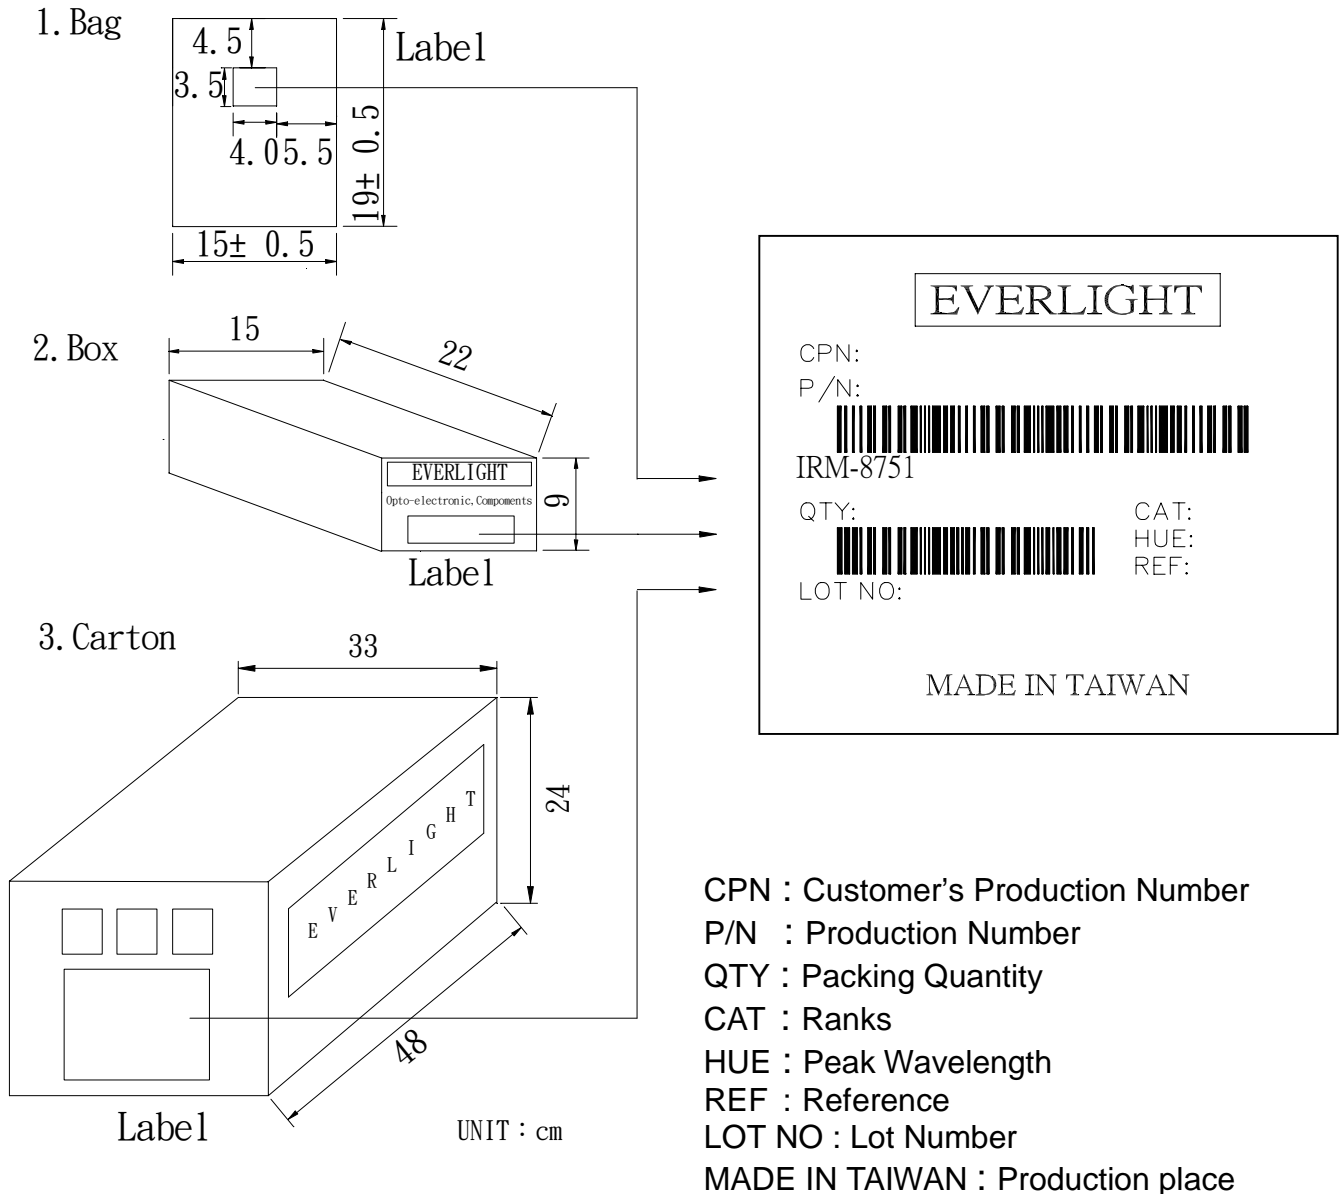 1. Bag
4.5
Label
3.5
4.0 5.5
19± 0.5
15± 0.5
2. Box
15
22
EVERLIGHT
Opto-electronic, Compoments
9
Label
3. Carton
33
24
EVERLIGHT
48
Label
UNIT：cm
EVERLIGHT
CPN:
P/N:
IRM-8751
QTY:
CAT:
HUE:
REF:
LOT NO:
MADE IN TAIWAN
CPN：Customer’s Production Number
P/N ：Production Number
QTY：Packing Quantity
CAT：Ranks
HUE：Peak Wavelength
REF : Reference
LOT NO : Lot Number
MADE IN TAIWAN：Production place